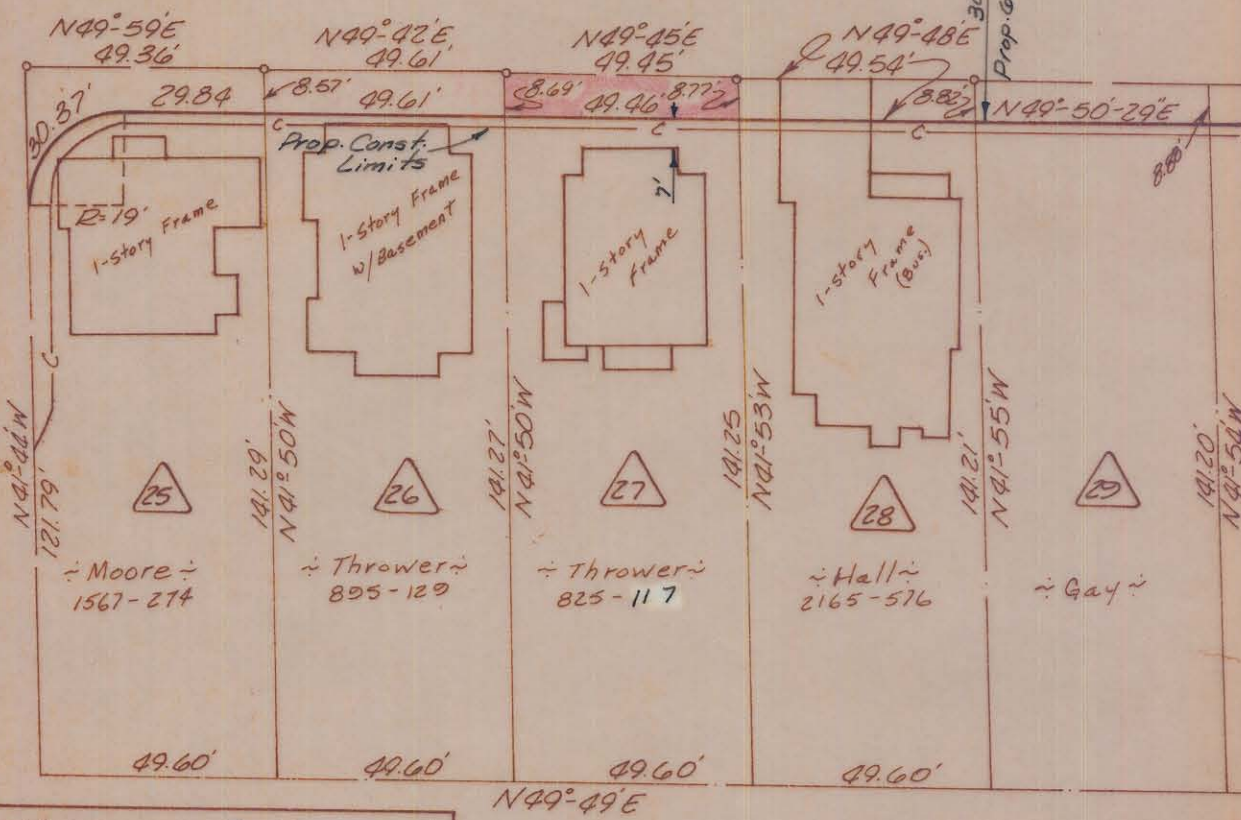 N49°-59'E
49.36'
N49°-42'E
49.61'
N49°-45'E
49.45'
N49°-48'E
49.54'
30.37'
29.84
8.57'
49.61'
8.69'
49.46'
8.77'
8.82'
N49°-50'-29"E
8.88'
Prop. Const.
Limits
C
C
C
C
7'
R=19'
1-Story Frame
1-Story Frame
w/Basement
1-Story
Frame
1-Story
Frame
(Bus.)
N41°-44'W
121.79'
141.29'
N41°50'W
141.27'
N41°50'W
141.25
N41°53'W
141.21'
N41°-55'W
141.20'
N41°-54'W
25
26
27
28
29
~ Moore ~
1567-274
~ Thrower ~
895-129
~ Thrower ~
825-117
~ Hall ~
2165-576
~ Gay ~
49.60'
49.60'
49.60'
49.60'
N49°-49'E